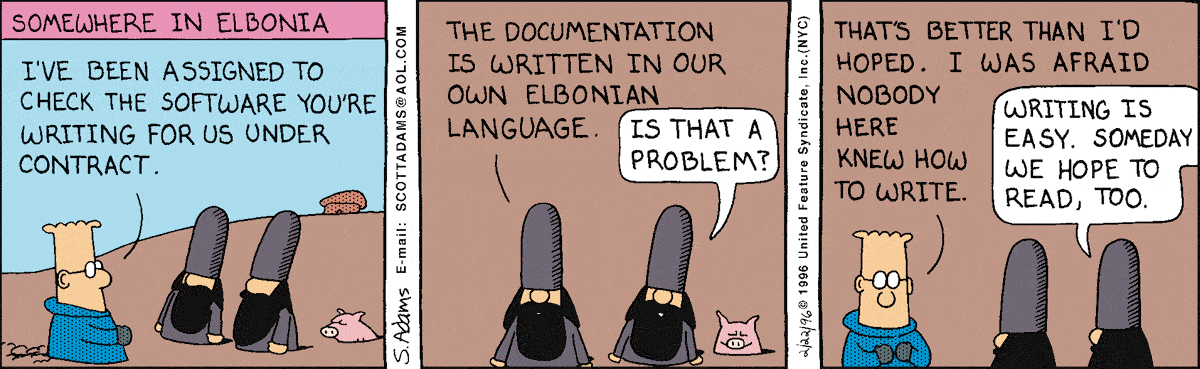 SOMEWHERE IN ELBONIA
I'VE BEEN ASSIGNED TO
CHECK THE SOFTWARE YOU'RE
WRITING FOR US UNDER
CONTRACT.
S. Adams E-mail: SCOTTADAMS@AOL.COM
THE DOCUMENTATION
IS WRITTEN IN OUR
OWN ELBONIAN
LANGUAGE.
IS THAT A
PROBLEM?
2/22/96 © 1996 United Feature Syndicate, Inc.(NYC)
THAT'S BETTER THAN I'D
HOPED. I WAS AFRAID
NOBODY
HERE
KNEW HOW
TO WRITE.
WRITING IS
EASY. SOMEDAY
WE HOPE TO
READ, TOO.